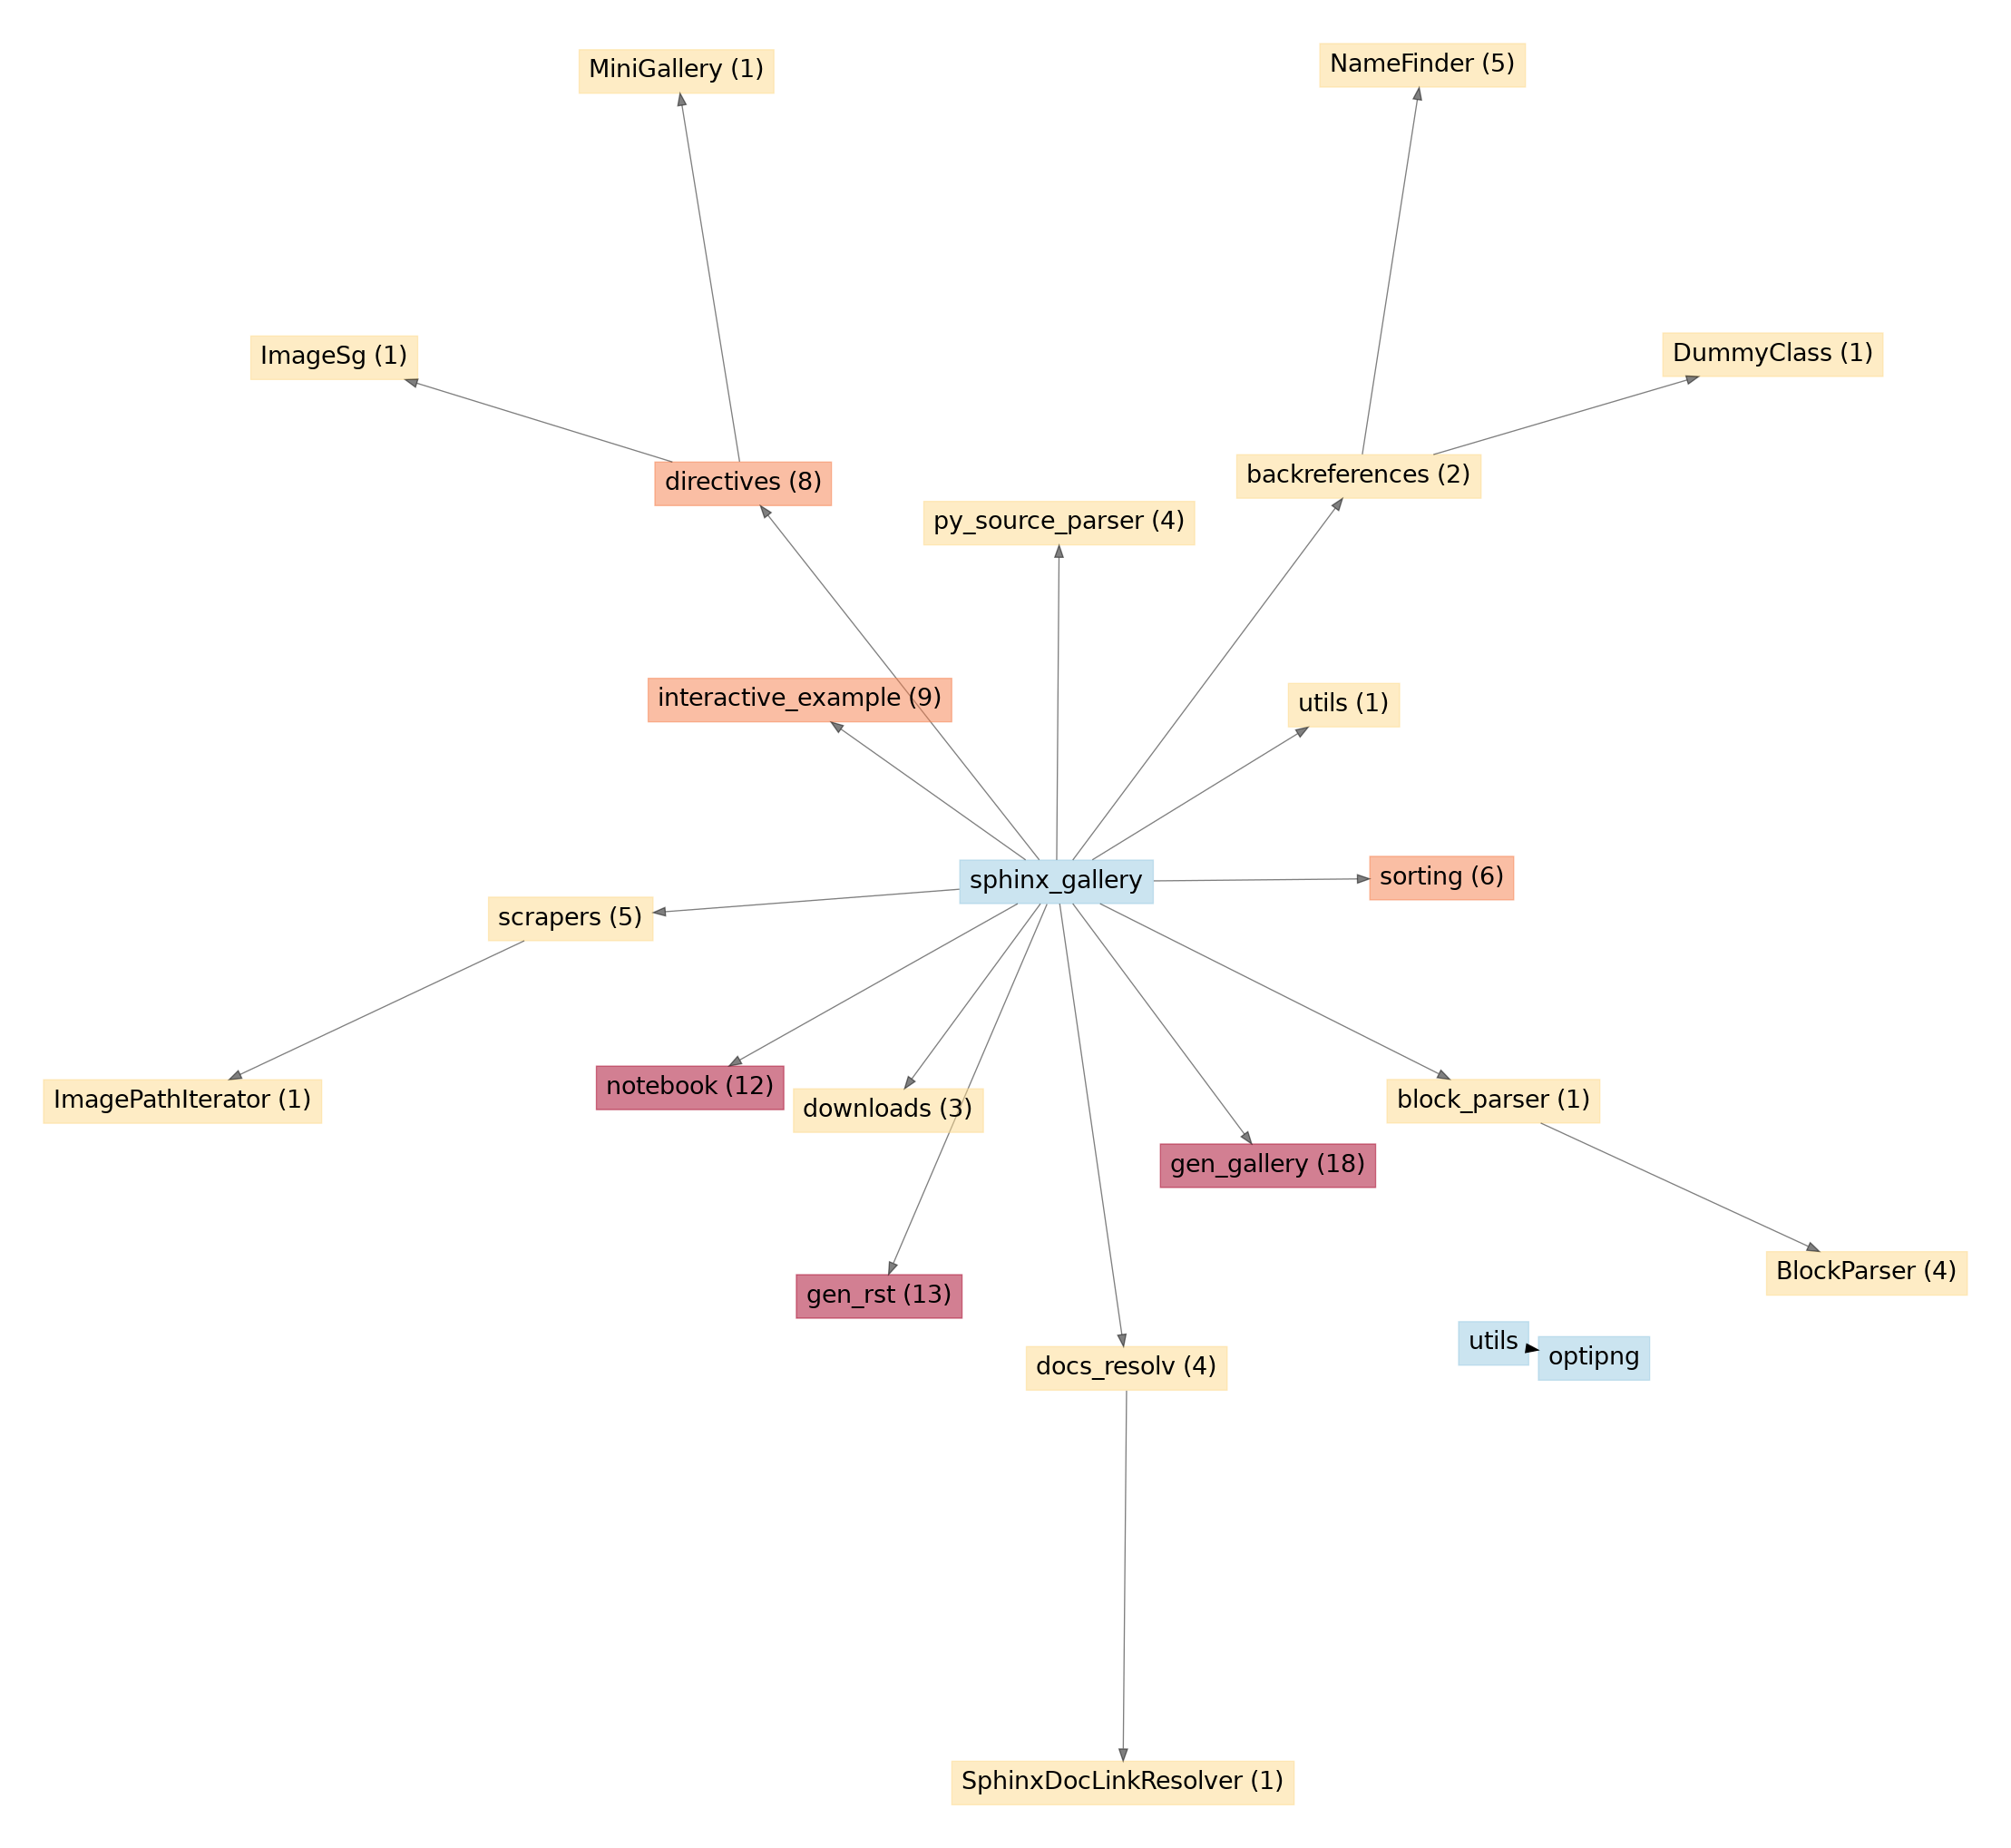 NameFinder (5)
MiniGallery (1)
DummyClass (1)
ImageSg (1)
backreferences (2)
directives (8)
py_source_parser (4)
interactive_example (9)
utils (1)
sorting (6)
sphinx_gallery
scrapers (5)
notebook (12)
ImagePathIterator (1)
block_parser (1)
downloads (3)
gen_gallery (18)
BlockParser (4)
gen_rst (13)
utils
optipng
docs_resolv (4)
SphinxDocLinkResolver (1)